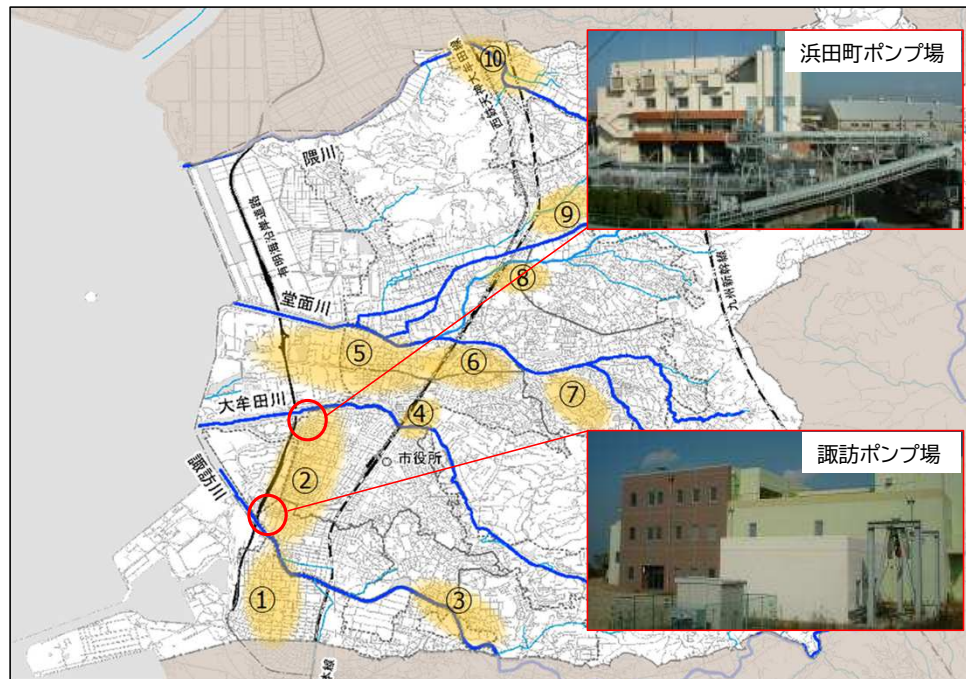 浜田町ポンプ場
⑩
西鉄天神大牟田線
隈川
有明海沿岸道路
⑨
⑧
九州新幹線
堂面川
⑤
⑥
⑦
大牟田川
④
市役所
諏訪川
②
諏訪ポンプ場
①
③
本線